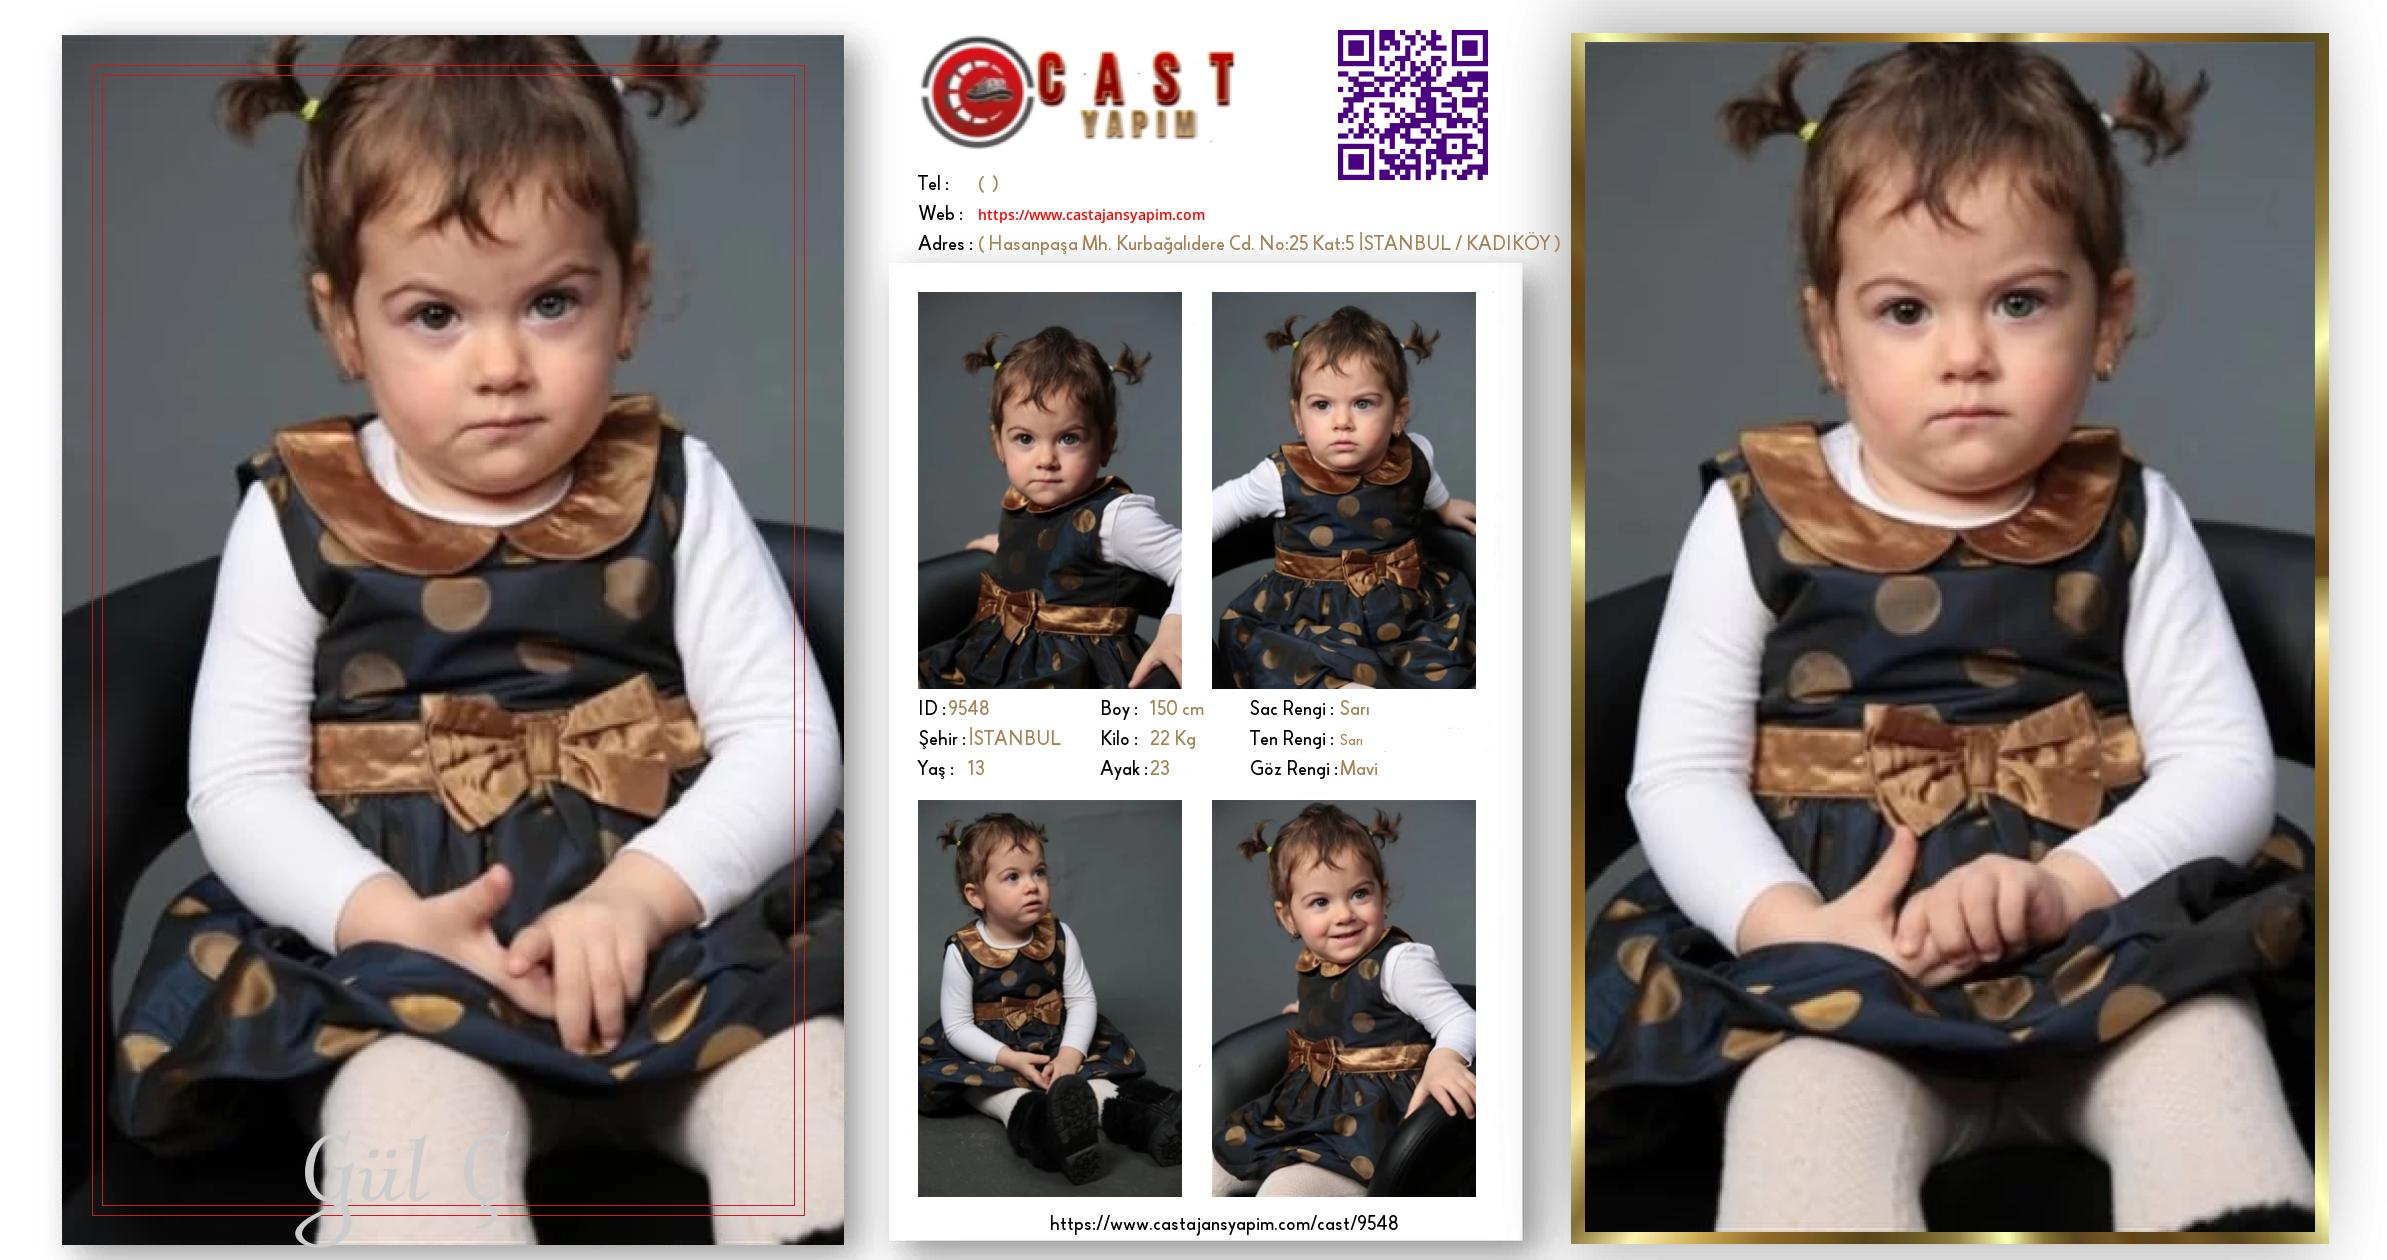 CAST
YAPIM
Tel : ( )
Web : https://www.castajansyapim.com
Adres : ( Hasanpaşa Mh. Kurbağalıdere Cd. No:25 Kat:5 İSTANBUL / KADIKÖY )
ID : 9548 Boy : 150 cm Sac Rengi : Sarı
Şehir : İSTANBUL Kilo : 22 Kg Ten Rengi : Sarı
Yaş : 13 Ayak : 23 Göz Rengi : Mavi
Gül Ç
https://www.castajansyapim.com/cast/9548